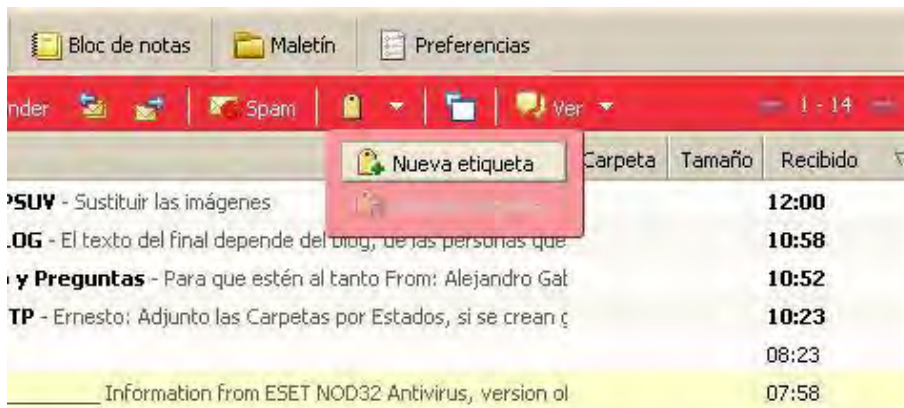 Bloc de notas Maletín Preferencias
nder Spam Ver 1 - 14
Nueva etiqueta Carpeta Tamaño Recibido
PSUV - Sustituir las imágenes 12:00
LOG - El texto del final depende del blog, de las personas que 10:58
y Preguntas - Para que estén al tanto From: Alejandro Gat 10:52
TP - Ernesto: Adjunto las Carpetas por Estados, si se crean 10:23
08:23
Information from ESET NOD32 Antivirus, version ol 07:58